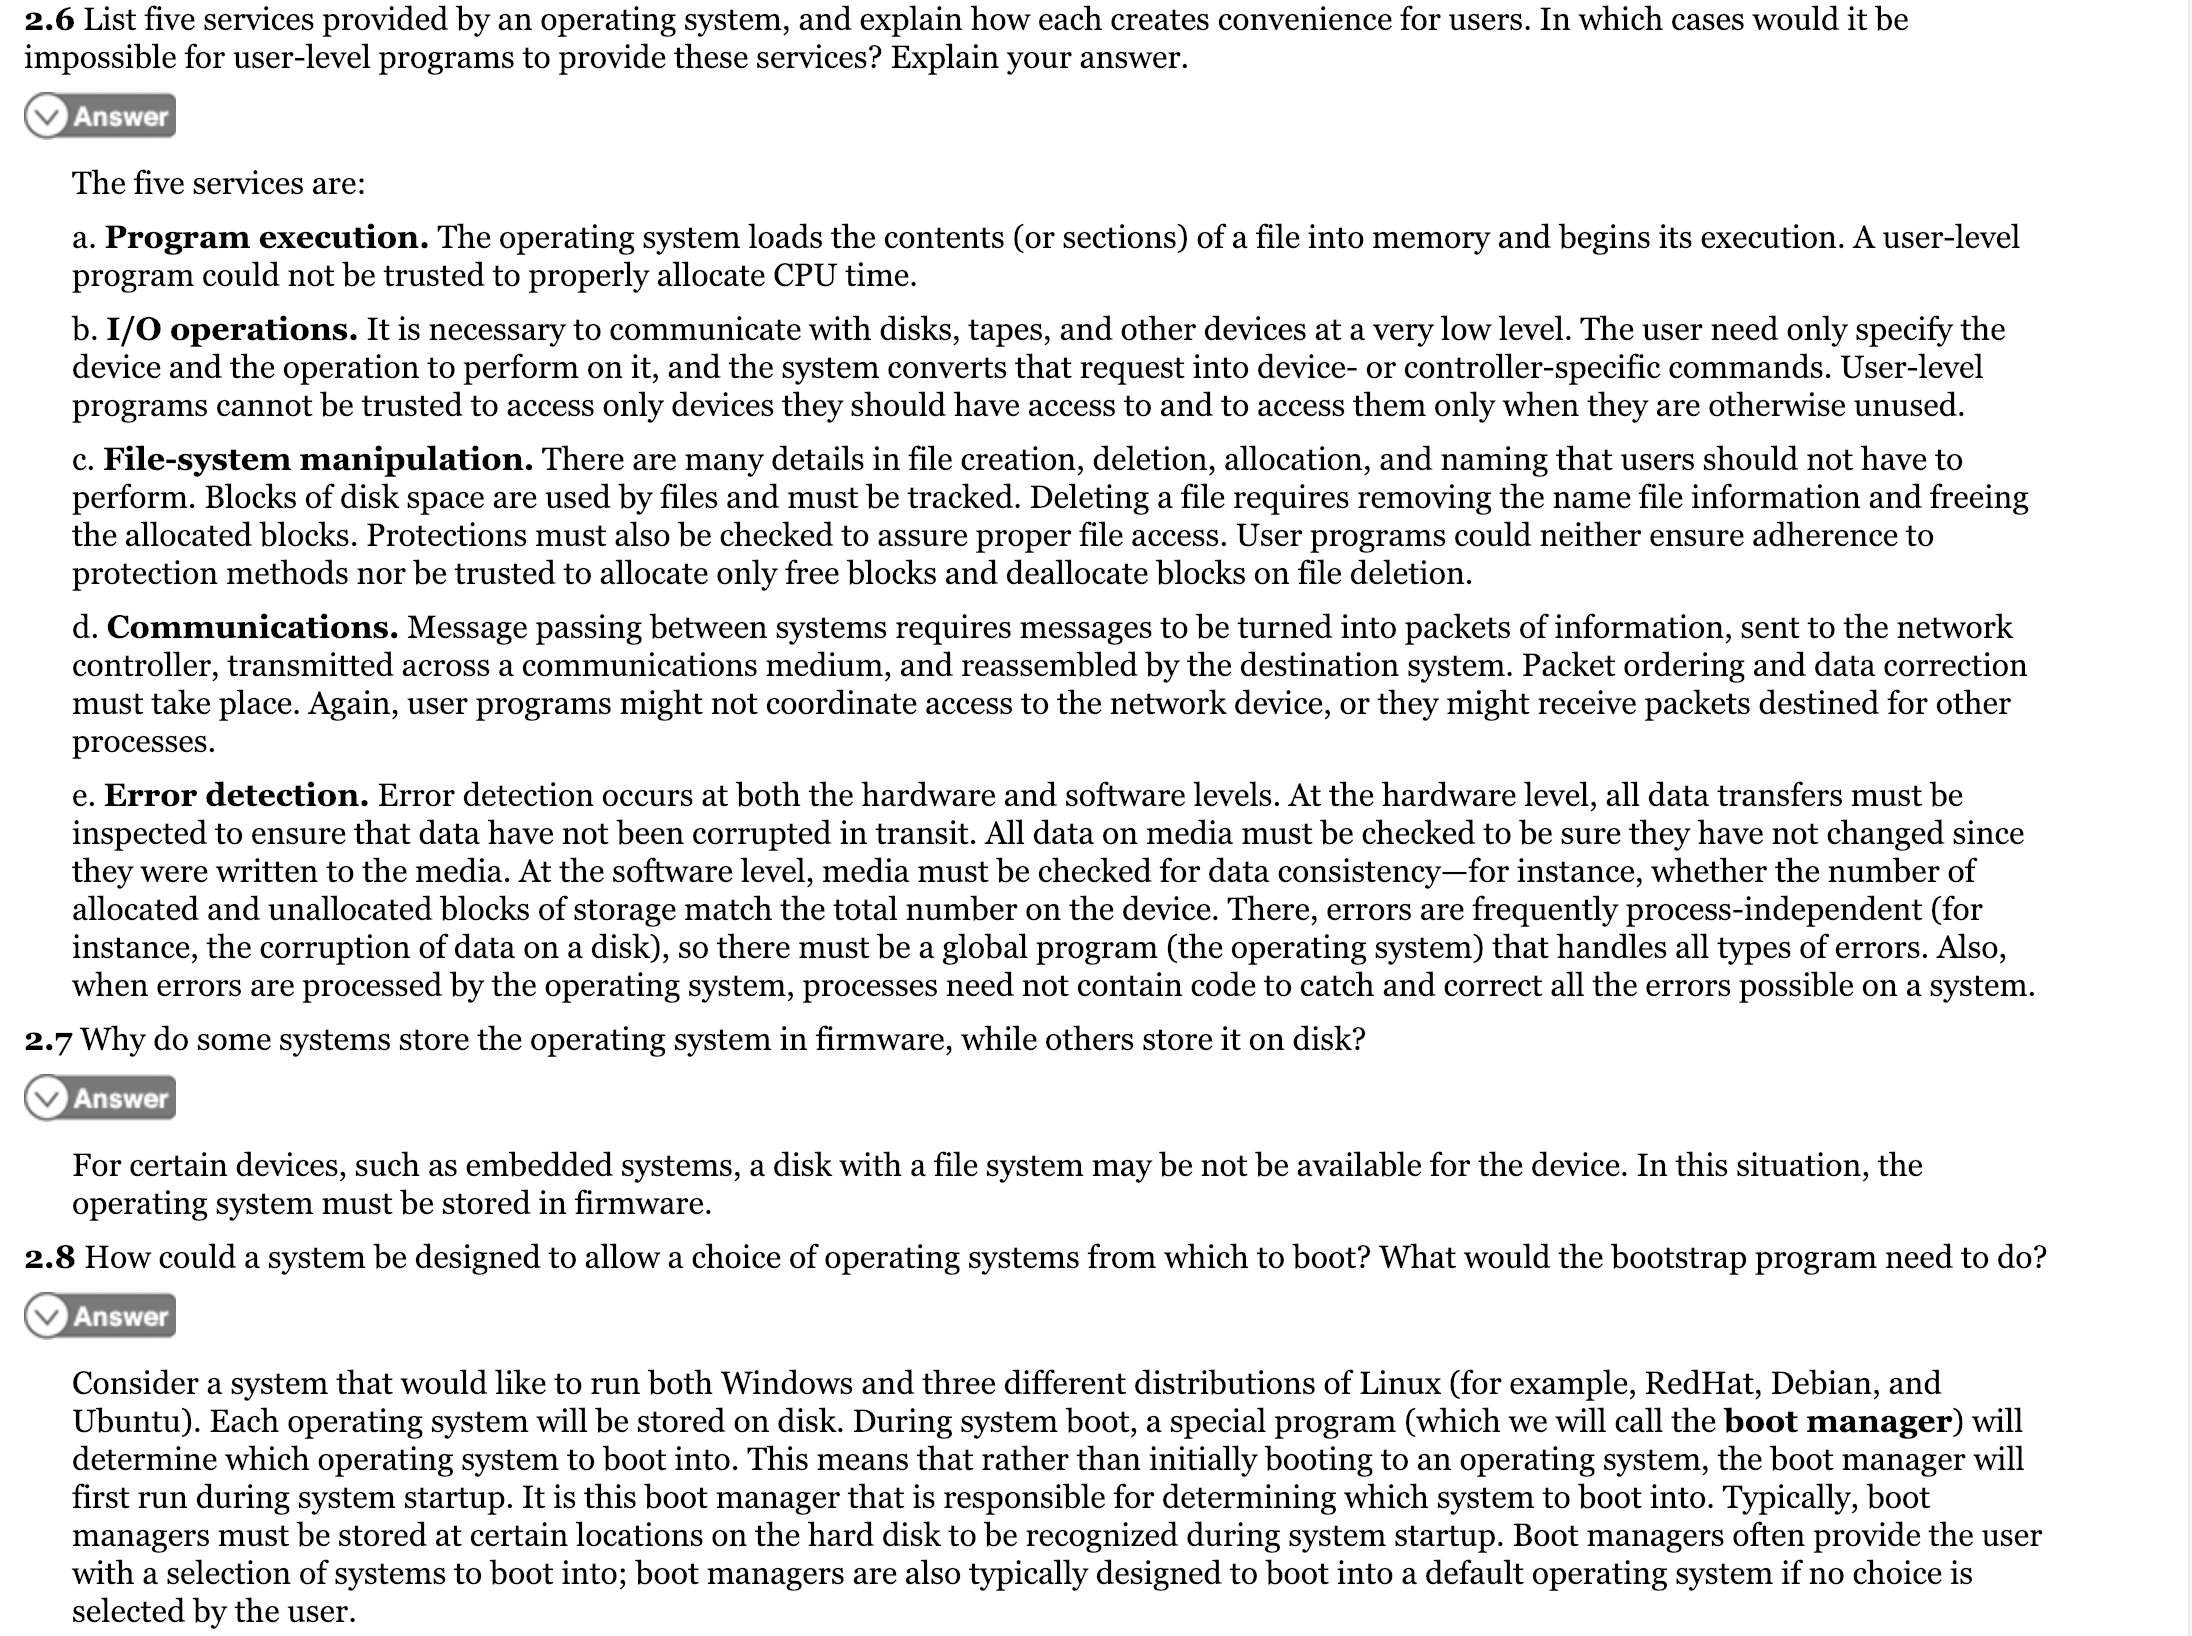 2.6 List five services provided by an operating system, and explain how each creates convenience for users. In which cases would it be
impossible for user-level programs to provide these services? Explain your answer.
Answer
The five services are:
a. Program execution. The operating system loads the contents (or sections) of a file into memory and begins its execution. A user-level
program could not be trusted to properly allocate CPU time.
b. I/O operations. It is necessary to communicate with disks, tapes, and other devices at a very low level. The user need only specify the
device and the operation to perform on it, and the system converts that request into device- or controller-specific commands. User-level
programs cannot be trusted to access only devices they should have access to and to access them only when they are otherwise unused.
c. File-system manipulation. There are many details in file creation, deletion, allocation, and naming that users should not have to
perform. Blocks of disk space are used by files and must be tracked. Deleting a file requires removing the name file information and freeing
the allocated blocks. Protections must also be checked to assure proper file access. User programs could neither ensure adherence to
protection methods nor be trusted to allocate only free blocks and deallocate blocks on file deletion.
d. Communications. Message passing between systems requires messages to be turned into packets of information, sent to the network
controller, transmitted across a communications medium, and reassembled by the destination system. Packet ordering and data correction
must take place. Again, user programs might not coordinate access to the network device, or they might receive packets destined for other
processes.
e. Error detection. Error detection occurs at both the hardware and software levels. At the hardware level, all data transfers must be
inspected to ensure that data have not been corrupted in transit. All data on media must be checked to be sure they have not changed since
they were written to the media. At the software level, media must be checked for data consistency—for instance, whether the number of
allocated and unallocated blocks of storage match the total number on the device. There, errors are frequently process-independent (for
instance, the corruption of data on a disk), so there must be a global program (the operating system) that handles all types of errors. Also,
when errors are processed by the operating system, processes need not contain code to catch and correct all the errors possible on a system.
2.7 Why do some systems store the operating system in firmware, while others store it on disk?
Answer
For certain devices, such as embedded systems, a disk with a file system may be not be available for the device. In this situation, the
operating system must be stored in firmware.
2.8 How could a system be designed to allow a choice of operating systems from which to boot? What would the bootstrap program need to do?
Answer
Consider a system that would like to run both Windows and three different distributions of Linux (for example, RedHat, Debian, and
Ubuntu). Each operating system will be stored on disk. During system boot, a special program (which we will call the boot manager) will
determine which operating system to boot into. This means that rather than initially booting to an operating system, the boot manager will
first run during system startup. It is this boot manager that is responsible for determining which system to boot into. Typically, boot
managers must be stored at certain locations on the hard disk to be recognized during system startup. Boot managers often provide the user
with a selection of systems to boot into; boot managers are also typically designed to boot into a default operating system if no choice is
selected by the user.